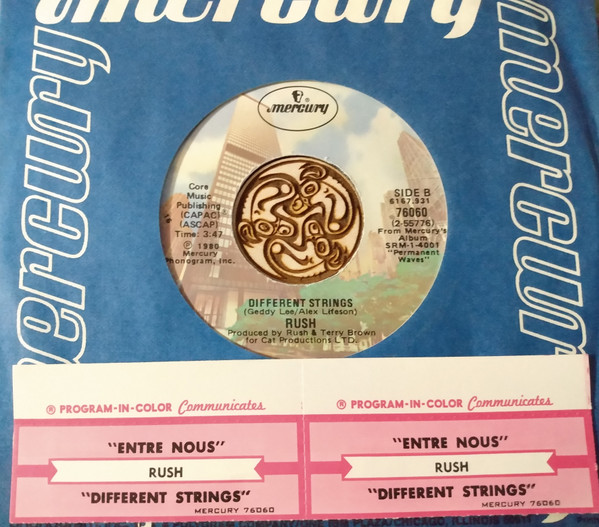 mercury
mercury
mercury
mercury
Core
Music
Publishing
(CAPAC)
(ASCAP)
Time: 3:47
℗ 1980
Mercury
Phonogram, Inc.
SIDE B
6167.931
76060
(2-55776)
From Mercury's
Album
SRM-1-4001
"Permanent
Waves"
DIFFERENT STRINGS
(Geddy Lee/Alex Lifeson)
RUSH
Produced by Rush & Terry Brown
for Cat Productions LTD.
® PROGRAM-IN-COLOR Communicates
"ENTRE NOUS"
RUSH
"DIFFERENT STRINGS"
MERCURY 76060
® PROGRAM-IN-COLOR Communicates
"ENTRE NOUS"
RUSH
"DIFFERENT STRINGS"
MERCURY 76060